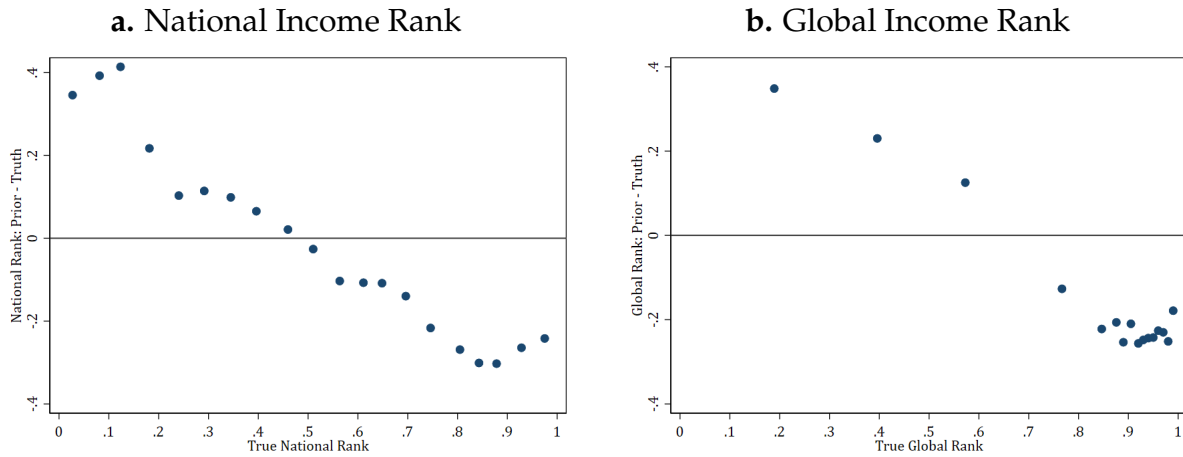 a. National Income Rank
National Rank: Prior - Truth
.4
.2
0
-.2
-.4
0 .1 .2 .3 .4 .5 .6 .7 .8 .9 1
True National Rank
b. Global Income Rank
Global Rank: Prior - Truth
.4
.2
0
-.2
-.4
0 .1 .2 .3 .4 .5 .6 .7 .8 .9 1
True Global Rank